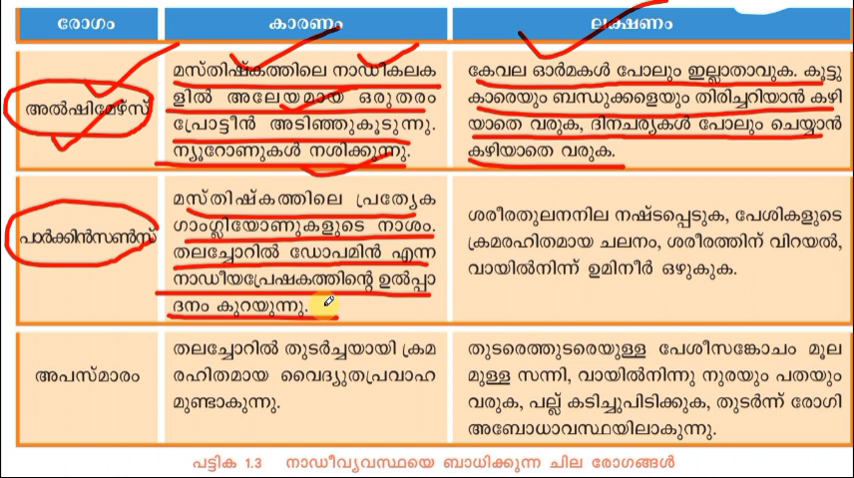 രോഗം കാരണം ലക്ഷണം
അൽഷിമേഴ്സ്
മസ്തിഷ്കത്തിലെ നാഡീകലക
ളിൽ അലേയമായ ഒരുതരം
പ്രോട്ടീൻ അടിഞ്ഞുകൂടുന്നു.
ന്യൂറോണുകൾ നശിക്കുന്നു.
കേവല ഓർമകൾ പോലും ഇല്ലാതാവുക. കൂട്ടു
കാരെയും ബന്ധുക്കളെയും തിരിച്ചറിയാൻ കഴി
യാതെ വരുക, ദിനചര്യകൾ പോലും ചെയ്യാൻ
കഴിയാതെ വരുക.
പാർക്കിൻസൺസ്
മസ്തിഷ്കത്തിലെ പ്രത്യേക
ഗാംഗ്ലിയോണുകളുടെ നാശം.
തലച്ചോറിൽ ഡോപമിൻ എന്ന
നാഡീയപ്രേഷകത്തിന്റെ ഉൽപ്പാ
ദനം കുറയുന്നു.
ശരീരതുലനനില നഷ്ടപ്പെടുക, പേശികളുടെ
ക്രമരഹിതമായ ചലനം, ശരീരത്തിന് വിറയൽ,
വായിൽനിന്ന് ഉമിനീർ ഒഴുകുക.
അപസ്മാരം
തലച്ചോറിൽ തുടർച്ചയായി ക്രമ
രഹിതമായ വൈദ്യുതപ്രവാഹ
മുണ്ടാകുന്നു.
തുടരെത്തുടരെയുള്ള പേശീസങ്കോചം മൂല
മുള്ള സന്നി, വായിൽനിന്നു നുരയും പതയും
വരുക, പല്ല് കടിച്ചുപിടിക്കുക, തുടർന്ന് രോഗി
അബോധാവസ്ഥയിലാകുന്നു.
പട്ടിക 1.3 നാഡീവ്യവസ്ഥയെ ബാധിക്കുന്ന ചില രോഗങ്ങൾ